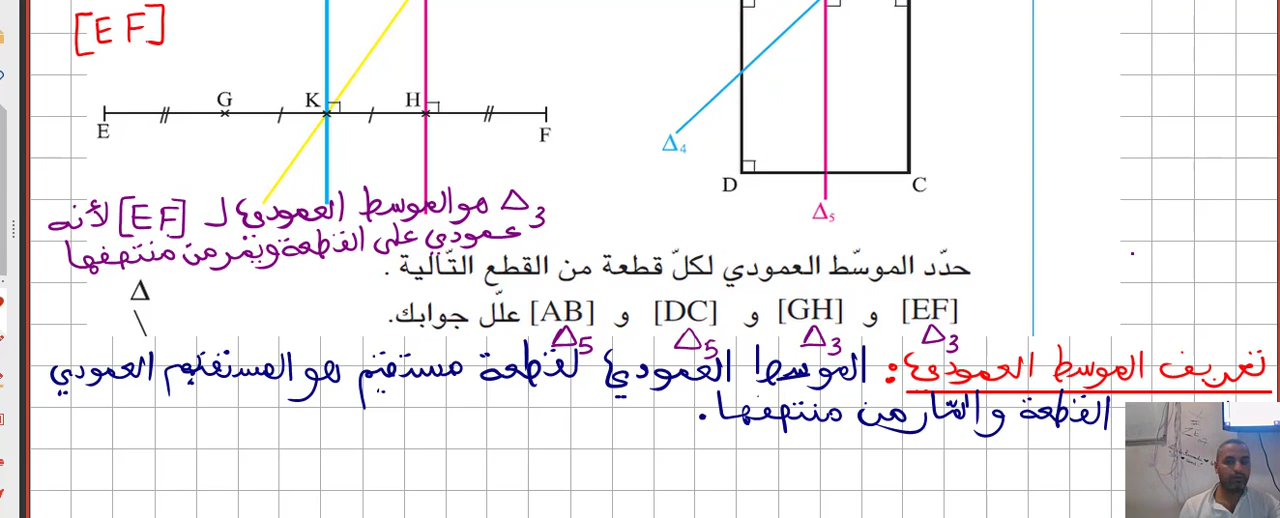 [EF]
E G K H F
Δ₄
D C
Δ₅
Δ₃ هو الموسط العمودي لـ [EF] لأنه
عمودي على القطعة ويمر من منتصفها
حدّد الموسّط العمودي لكلّ قطعة من القطع التّالية .
[EF] و [GH] و [DC] و [AB] علّل جوابك.
Δ
Δ₃ Δ₃ Δ₅ Δ₅
تعريف الموسط العمودي: الموسط العمودي لقطعة مستقيم هو المستقيم العمودي
القطعة والمار من منتصفها.